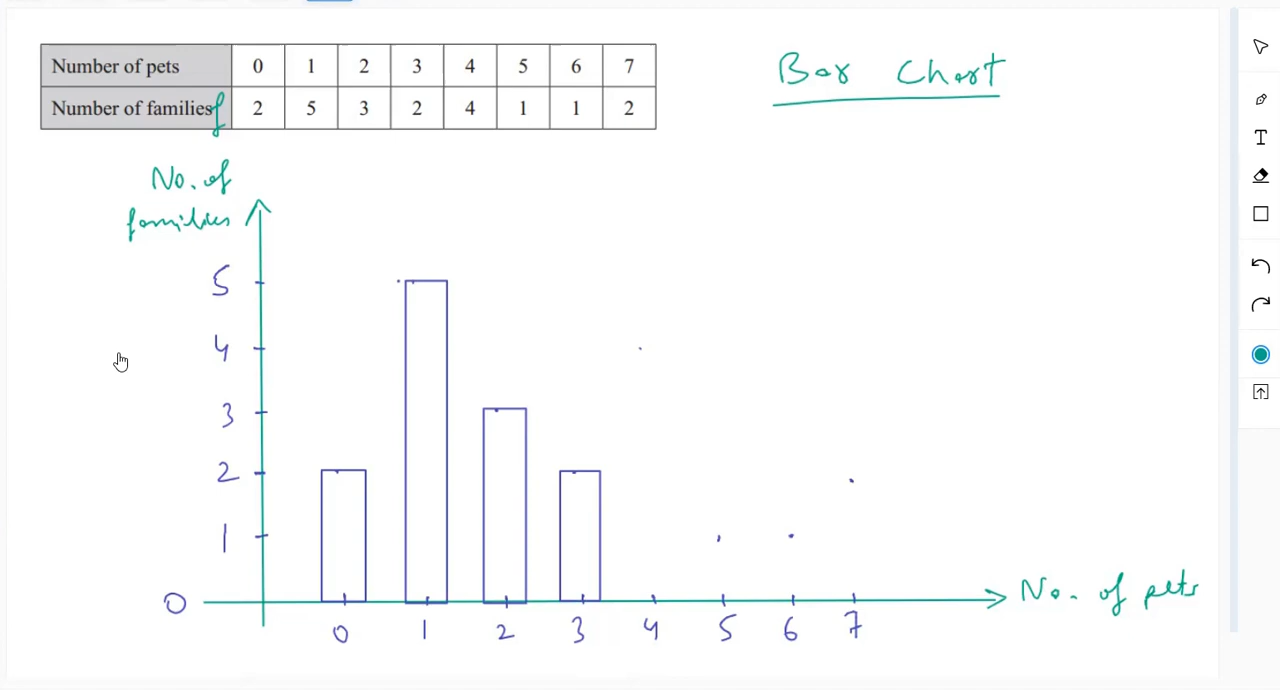 Number of pets 0 1 2 3 4 5 6 7
Number of families 2 5 3 2 4 1 1 2
f
Bar Chart
No. of
families
5
4
3
2
1
0
0 1 2 3 4 5 6 7
No. of pets
T